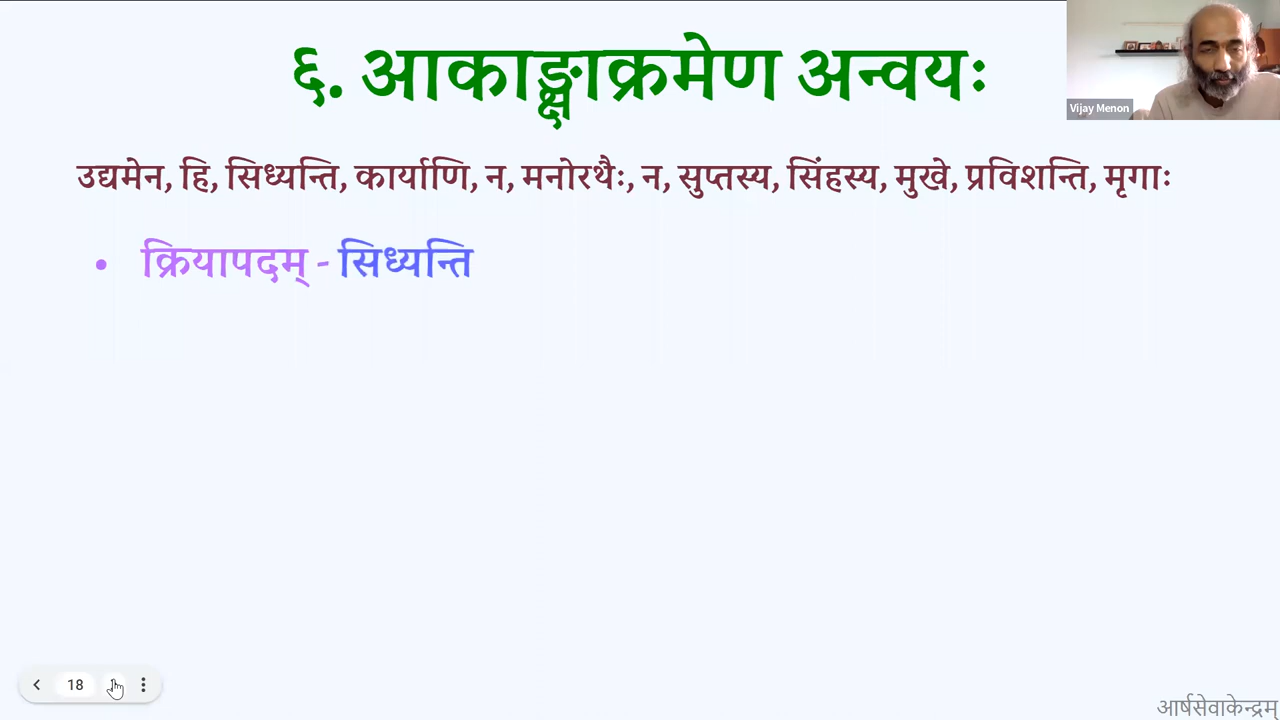 ६. आकाङ्क्षाक्रमेण अन्वयः
Vijay Menon
उद्यमेन, हि, सिध्यन्ति, कार्याणि, न, मनोरथैः, न, सुप्तस्य, सिंहस्य, मुखे, प्रविशन्ति, मृगाः
• क्रियापदम् - सिध्यन्ति
18
आर्षसेवाकेन्द्रम्